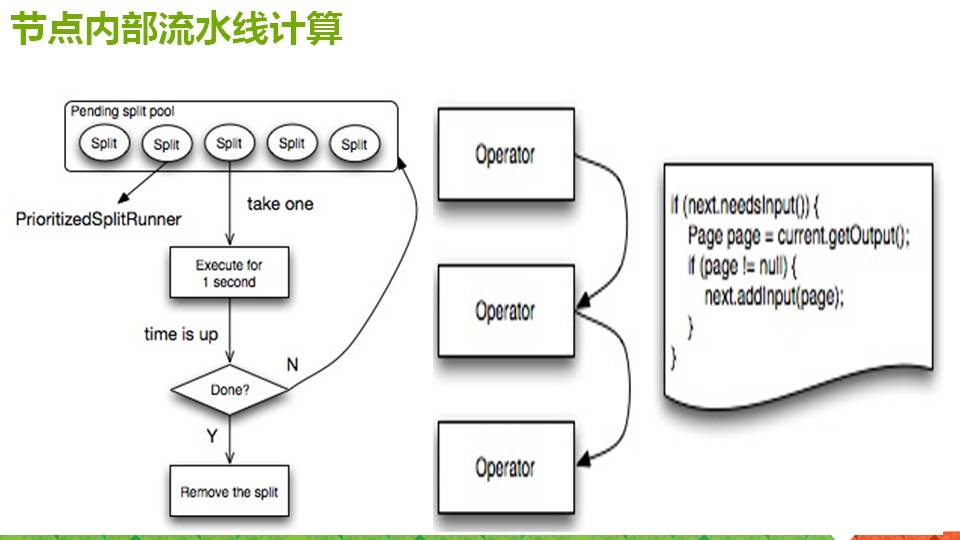 节点内部流水线计算
Pending split pool
Split Split Split Split Split
PrioritizedSplitRunner
take one
Execute for
1 second
time is up
Done?
N
Y
Remove the split
Operator
Operator
Operator
if (next.needsInput()) {
Page page = current.getOutput();
if (page != null) {
next.addInput(page);
}
}